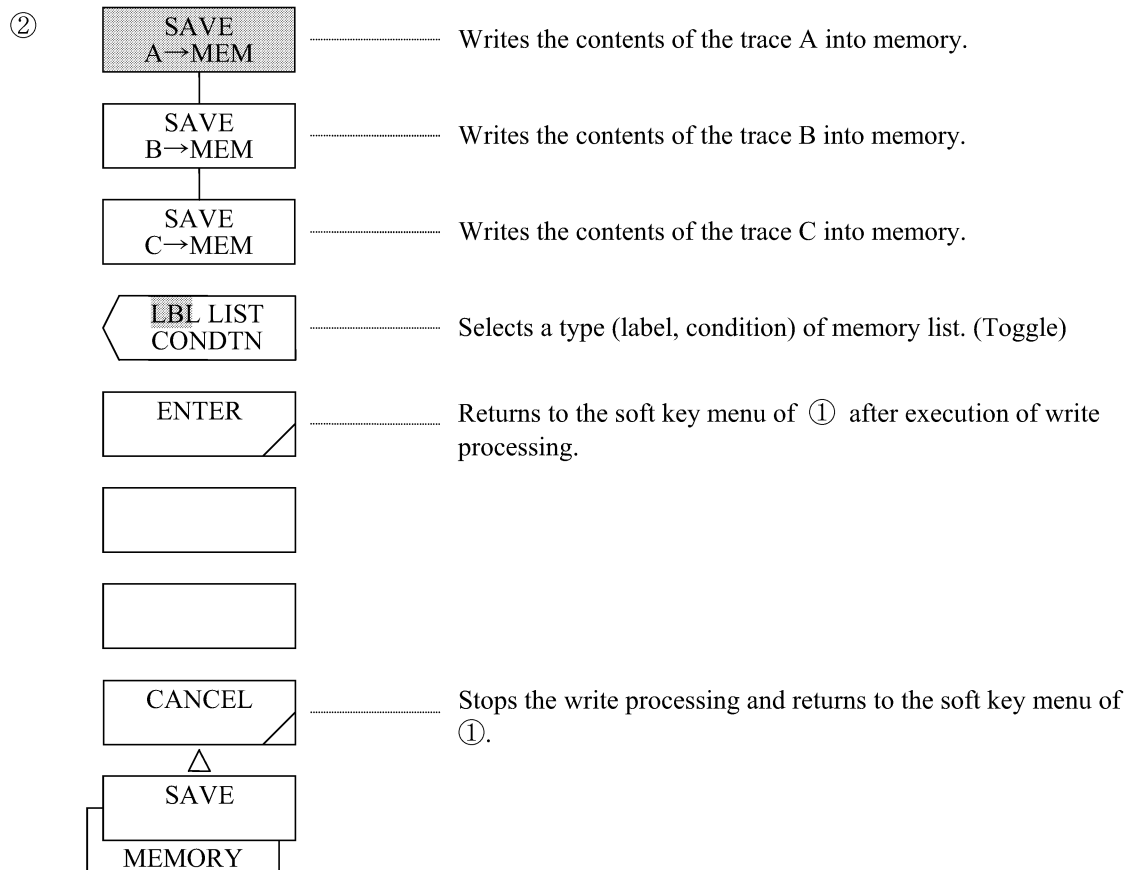 ②
SAVE
A→MEM
Writes the contents of the trace A into memory.
SAVE
B→MEM
Writes the contents of the trace B into memory.
SAVE
C→MEM
Writes the contents of the trace C into memory.
LBL LIST
CONDTN
Selects a type (label, condition) of memory list. (Toggle)
ENTER
Returns to the soft key menu of ① after execution of write
processing.
CANCEL
Stops the write processing and returns to the soft key menu of
①.
SAVE
MEMORY